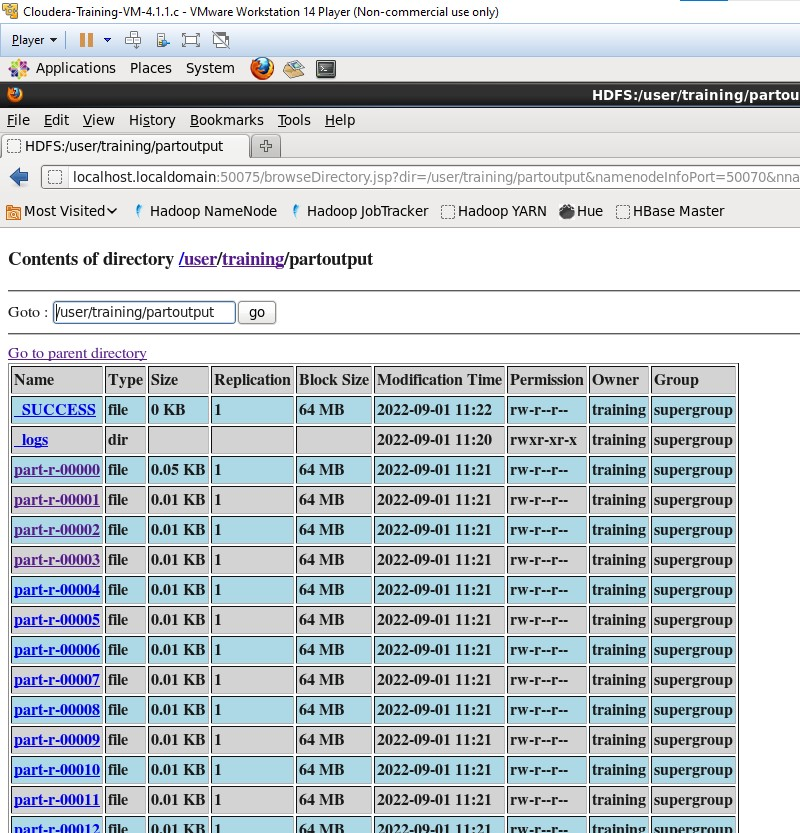 Cloudera-Training-VM-4.1.1.c - VMware Workstation 14 Player (Non-commercial use only)
Player
Applications Places System
HDFS:/user/training/partou
File Edit View History Bookmarks Tools Help
HDFS:/user/training/partoutput
localhost.localdomain:50075/browseDirectory.jsp?dir=/user/training/partoutput&namenodeInfoPort=50070&nna
Most Visited Hadoop NameNode Hadoop JobTracker Hadoop YARN Hue HBase Master
Contents of directory /user/training/partoutput
Goto : /user/training/partoutput go
Go to parent directory
Name Type Size Replication Block Size Modification Time Permission Owner Group
_SUCCESS file 0 KB 1 64 MB 2022-09-01 11:22 rw-r--r-- training supergroup
_logs dir 2022-09-01 11:20 rwxr-xr-x training supergroup
part-r-00000 file 0.05 KB 1 64 MB 2022-09-01 11:21 rw-r--r-- training supergroup
part-r-00001 file 0.01 KB 1 64 MB 2022-09-01 11:21 rw-r--r-- training supergroup
part-r-00002 file 0.01 KB 1 64 MB 2022-09-01 11:21 rw-r--r-- training supergroup
part-r-00003 file 0.01 KB 1 64 MB 2022-09-01 11:21 rw-r--r-- training supergroup
part-r-00004 file 0.01 KB 1 64 MB 2022-09-01 11:21 rw-r--r-- training supergroup
part-r-00005 file 0.01 KB 1 64 MB 2022-09-01 11:21 rw-r--r-- training supergroup
part-r-00006 file 0.01 KB 1 64 MB 2022-09-01 11:21 rw-r--r-- training supergroup
part-r-00007 file 0.01 KB 1 64 MB 2022-09-01 11:21 rw-r--r-- training supergroup
part-r-00008 file 0.01 KB 1 64 MB 2022-09-01 11:21 rw-r--r-- training supergroup
part-r-00009 file 0.01 KB 1 64 MB 2022-09-01 11:21 rw-r--r-- training supergroup
part-r-00010 file 0.01 KB 1 64 MB 2022-09-01 11:21 rw-r--r-- training supergroup
part-r-00011 file 0.01 KB 1 64 MB 2022-09-01 11:21 rw-r--r-- training supergroup
part-r-00012 file 0.01 KB 1 64 MB 2022-09-01 11:21 rw-r--r-- training supergroup